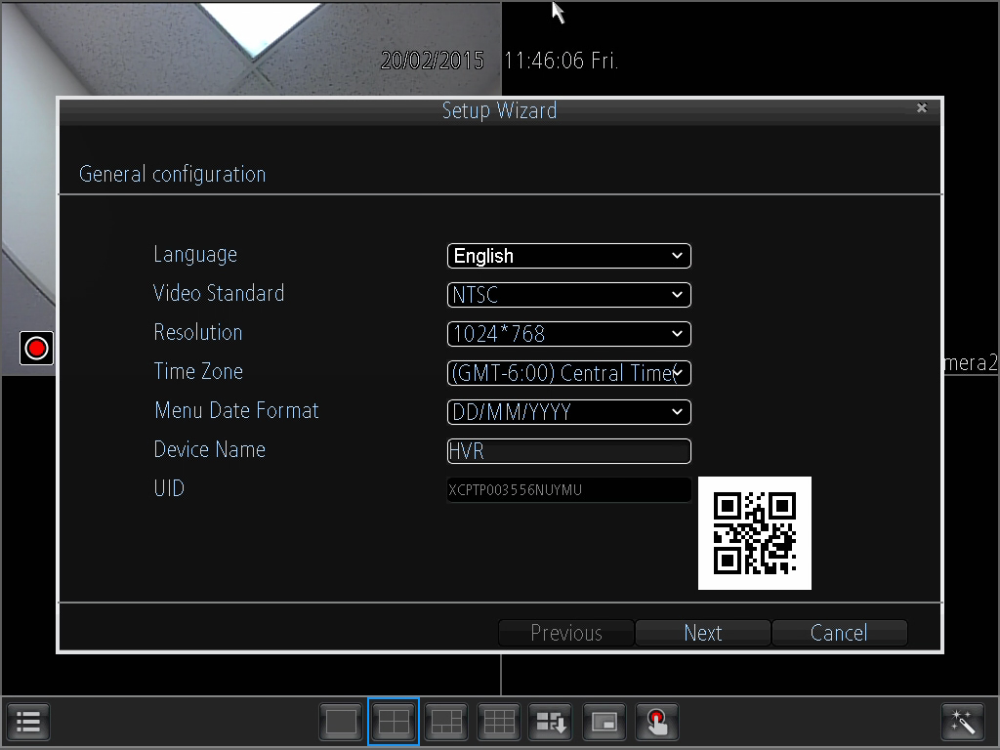 20/02/2015 11:46:06 Fri.
Setup Wizard
General configuration
Language English
Video Standard NTSC
Resolution 1024*768
Time Zone (GMT-6:00) Central Time(
Menu Date Format DD/MM/YYYY
Device Name HVR
UID XCPTP003556NUYMU
mera2
Previous Next Cancel